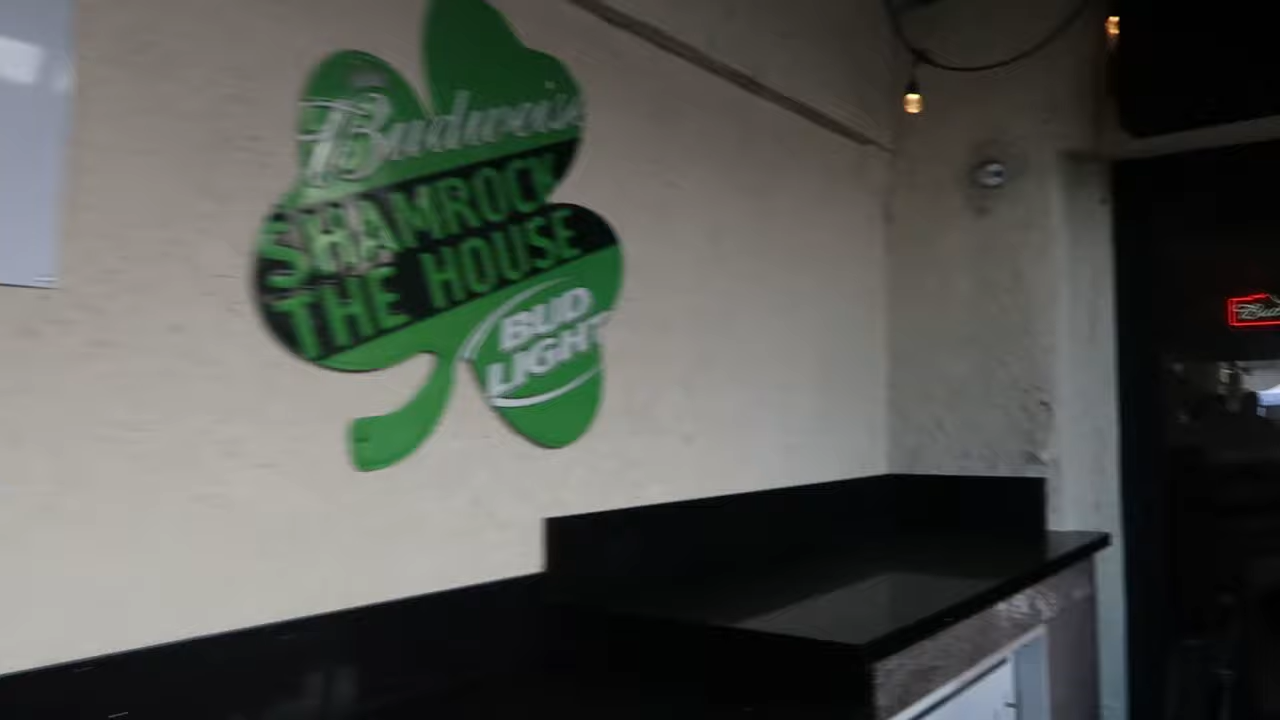 Budweiser
SHAMROCK
THE HOUSE
BUD
LIGHT